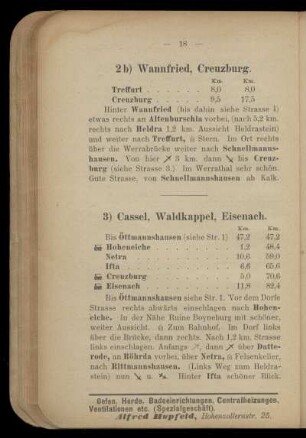 — 18 —
2b) Wannfried, Creuzburg.
Km. Km.
Treffurt . . . . . 8,0 8,0
Creuzburg . . . . . 9,5 17,5
Hinter Wannfried (bis dahin siehe Strasse 1)
etwas rechts an Altenburschla vorbei, (nach 5,2 km.
rechts nach Heldra 1,2 km. Aussicht Heldrastein)
und weiter nach Treffurt, ☼ Stern. Im Ort rechts
über die Werrabrücke weiter nach Schnellmanns-
hausen. Von hier ↗ 3 km. dann ↘ bis Creuz-
burg (siehe Strasse 3.) Im Werrathal sehr schön.
Gute Strasse, von Schnellmannshausen ab Kalk.
3) Cassel, Waldkappel, Eisenach.
Km. Km.
Bis Öttmannshausen (siehe Str. 1) 47,2 47,2
Hoheneiche . . . . 1,2 48,4
Netra . . . . 10,6 59,0
Ifta . . . . 6,6 65,6
Creuzburg . . . . 5,0 70,6
Eisenach . . . . 11,8 82,4
Bis Öttmannshausen siehe Str. 1. Vor dem Dorfe
Strasse rechts abwärts schwach geneigt nach Hohen-
eiche. In der Nähe Ruine Boyneburg mit schöner,
weiter Aussicht. Zum Bahnhof. Im Dorf links
über die Brücke, dann rechts. Nach 1,2 km. Strasse
links einschlagen. Anfangs ↗, dann ↘ über Datte-
rode, an Röhrda vorbei, über Netra, Felsenkeller,
nach Rittmannshausen. (Links Weg zum Heldra-
stein) nun ↘ u. ↗. Hinter Ifta schöner Blick.
Gefen, Herde, Badeeinrichtungen, Centralheizungen,
Ventilationen etc. (Spezialgeschäft).
Alfred Hupfeld, Hohenzollernstr. 25.